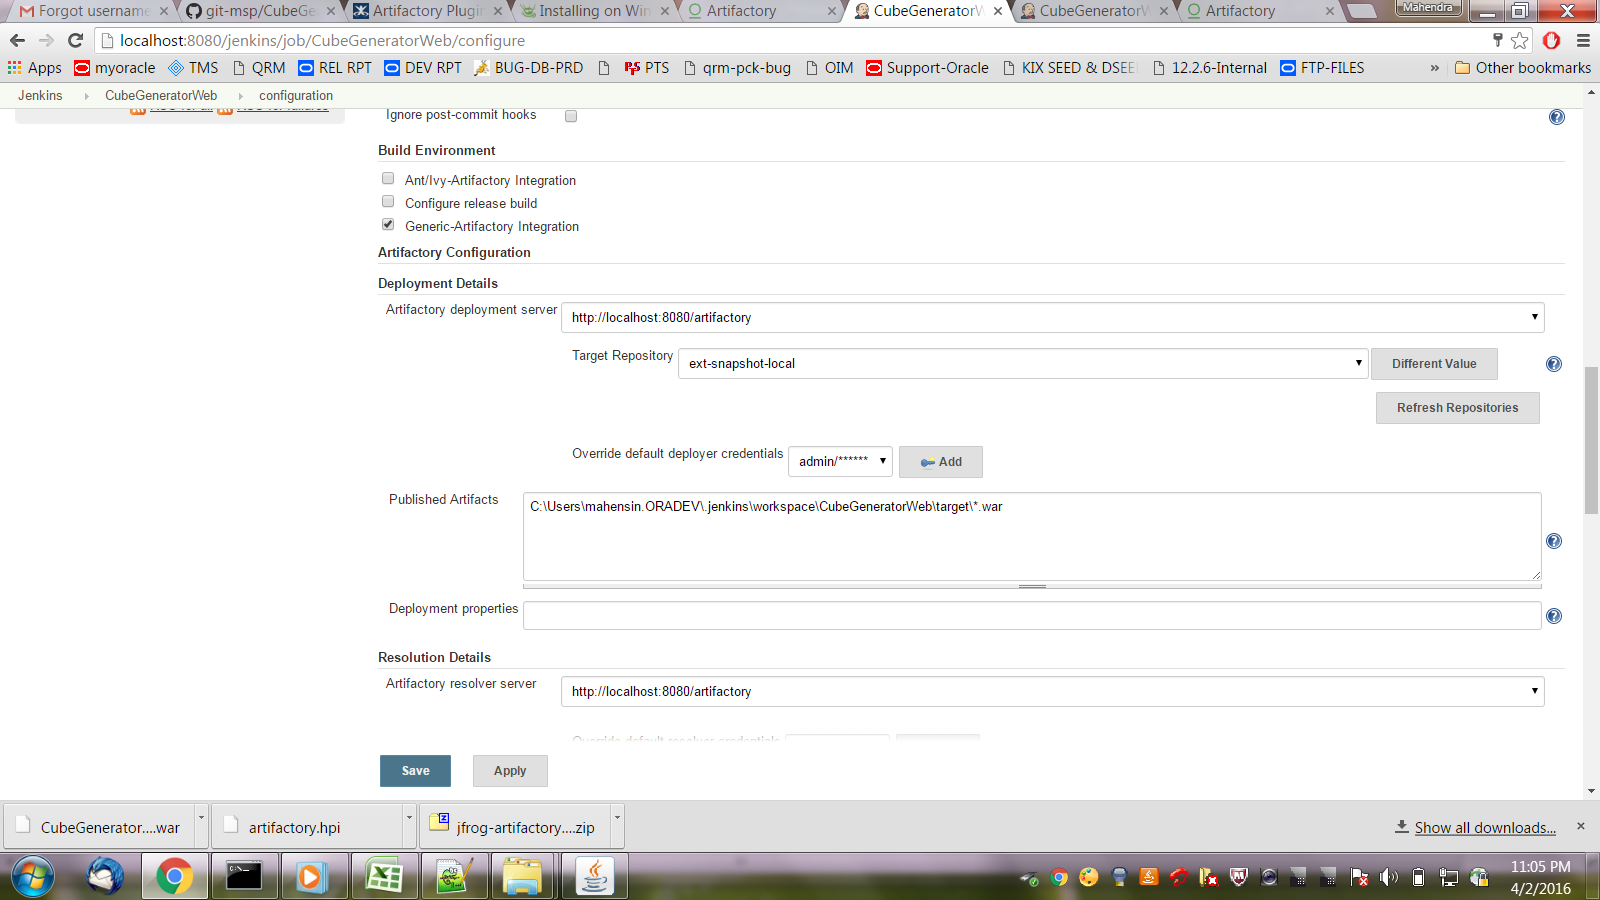 Forgot username
git-msp/CubeGe
Artifactory Plugin
Installing on Win
Artifactory
CubeGeneratorW
CubeGeneratorW
Artifactory
Mahendra
localhost:8080/jenkins/job/CubeGeneratorWeb/configure
Apps
myoracle
TMS
QRM
REL RPT
DEV RPT
BUG-DB-PRD
PTS
qrm-pck-bug
OIM
Support-Oracle
KIX SEED & DSEE
12.2.6-Internal
FTP-FILES
»
Other bookmarks
Jenkins
CubeGeneratorWeb
configuration
Ignore post-commit hooks
Build Environment
Ant/Ivy-Artifactory Integration
Configure release build
Generic-Artifactory Integration
Artifactory Configuration
Deployment Details
Artifactory deployment server
http://localhost:8080/artifactory
Target Repository
ext-snapshot-local
Different Value
Refresh Repositories
Override default deployer credentials
admin/******
Add
Published Artifacts
C:\Users\mahensin.ORADEV\.jenkins\workspace\CubeGeneratorWeb\target\*.war
Deployment properties
Resolution Details
Artifactory resolver server
http://localhost:8080/artifactory
Save
Apply
CubeGenerator....war
artifactory.hpi
jfrog-artifactory....zip
Show all downloads...
11:05 PM
4/2/2016